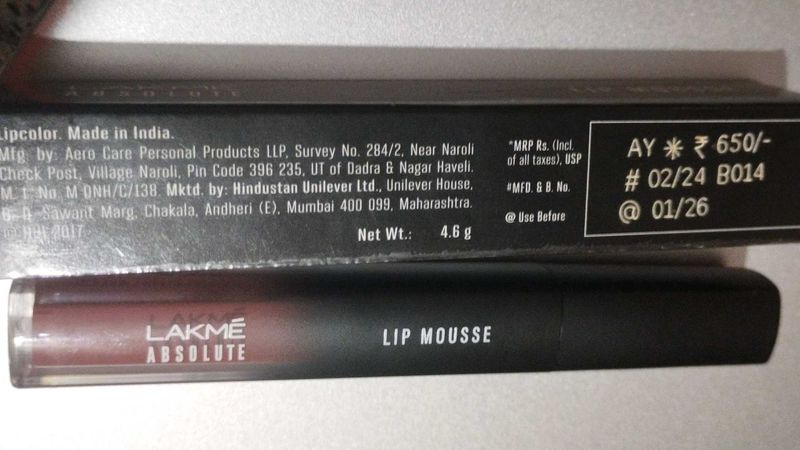 ABSOLUTE
LIP MOUSSE
Lipcolor. Made in India.
Mfg. by: Aero Care Personal Products LLP, Survey No. 284/2, Near Naroli
Check Post, Village Naroli, Pin Code 396 235, UT of Dadra & Nagar Haveli.
M. L. No. M DNH/C/138. Mktd. by: Hindustan Unilever Ltd., Unilever House,
B. D. Sawant Marg, Chakala, Andheri (E), Mumbai 400 099, Maharashtra.
2017
Net Wt.: 4.6 g
*MRP Rs. (Incl.
of all taxes), USP
#MFD. & B. No.
@ Use Before
AY * ₹ 650/-
# 02/24 B014
@ 01/26
LAKMÉ
ABSOLUTE
LIP MOUSSE